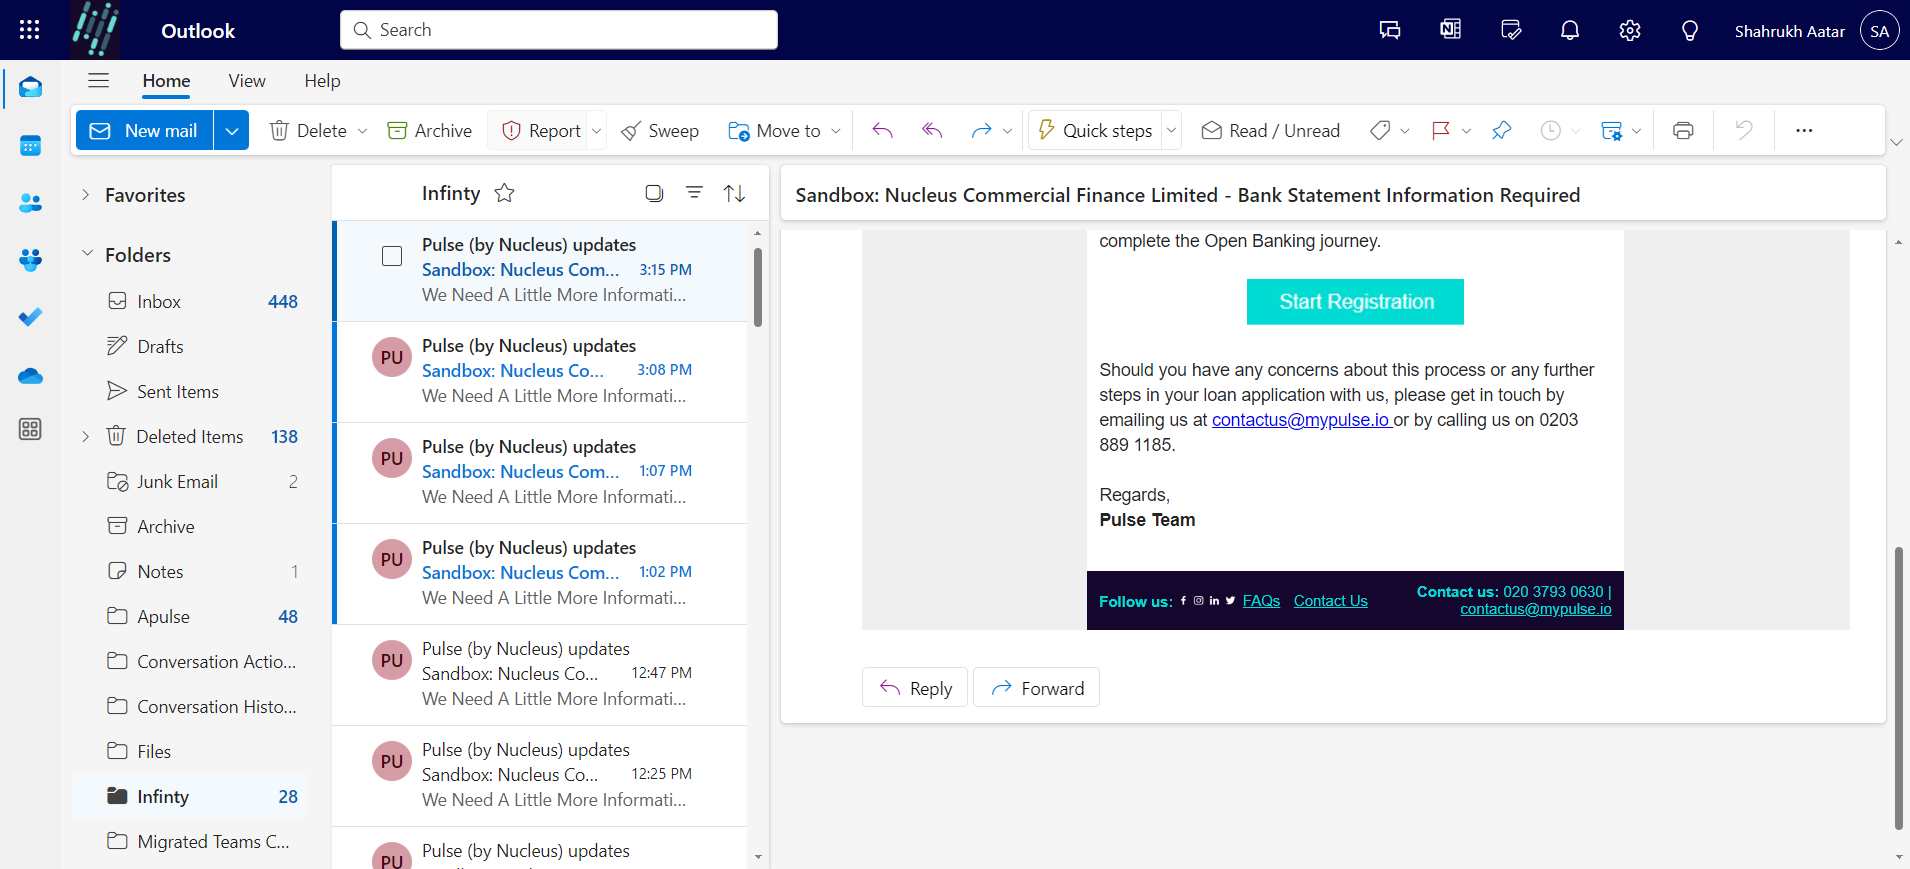 Outlook
Search
Shahrukh Aatar
SA
Home
View
Help
New mail
Delete
Archive
Report
Sweep
Move to
Quick steps
Read / Unread
Favorites
Folders
Inbox 448
Drafts
Sent Items
Deleted Items 138
Junk Email 2
Archive
Notes 1
Apulse 48
Conversation Actio...
Conversation Histo...
Files
Infinty 28
Migrated Teams C...
Infinty
Pulse (by Nucleus) updates
Sandbox: Nucleus Com... 3:15 PM
We Need A Little More Informati...
PU
Pulse (by Nucleus) updates
Sandbox: Nucleus Co... 3:08 PM
We Need A Little More Informati...
PU
Pulse (by Nucleus) updates
Sandbox: Nucleus Com... 1:07 PM
We Need A Little More Informati...
PU
Pulse (by Nucleus) updates
Sandbox: Nucleus Com... 1:02 PM
We Need A Little More Informati...
PU
Pulse (by Nucleus) updates
Sandbox: Nucleus Co... 12:47 PM
We Need A Little More Informati...
PU
Pulse (by Nucleus) updates
Sandbox: Nucleus Co... 12:25 PM
We Need A Little More Informati...
PU
Pulse (by Nucleus) updates
Sandbox: Nucleus Commercial Finance Limited - Bank Statement Information Required
complete the Open Banking journey.
Start Registration
Should you have any concerns about this process or any further
steps in your loan application with us, please get in touch by
emailing us at contactus@mypulse.io or by calling us on 0203
889 1185.
Regards,
Pulse Team
Follow us: FAQs Contact Us
Contact us: 020 3793 0630 |
contactus@mypulse.io
Reply
Forward